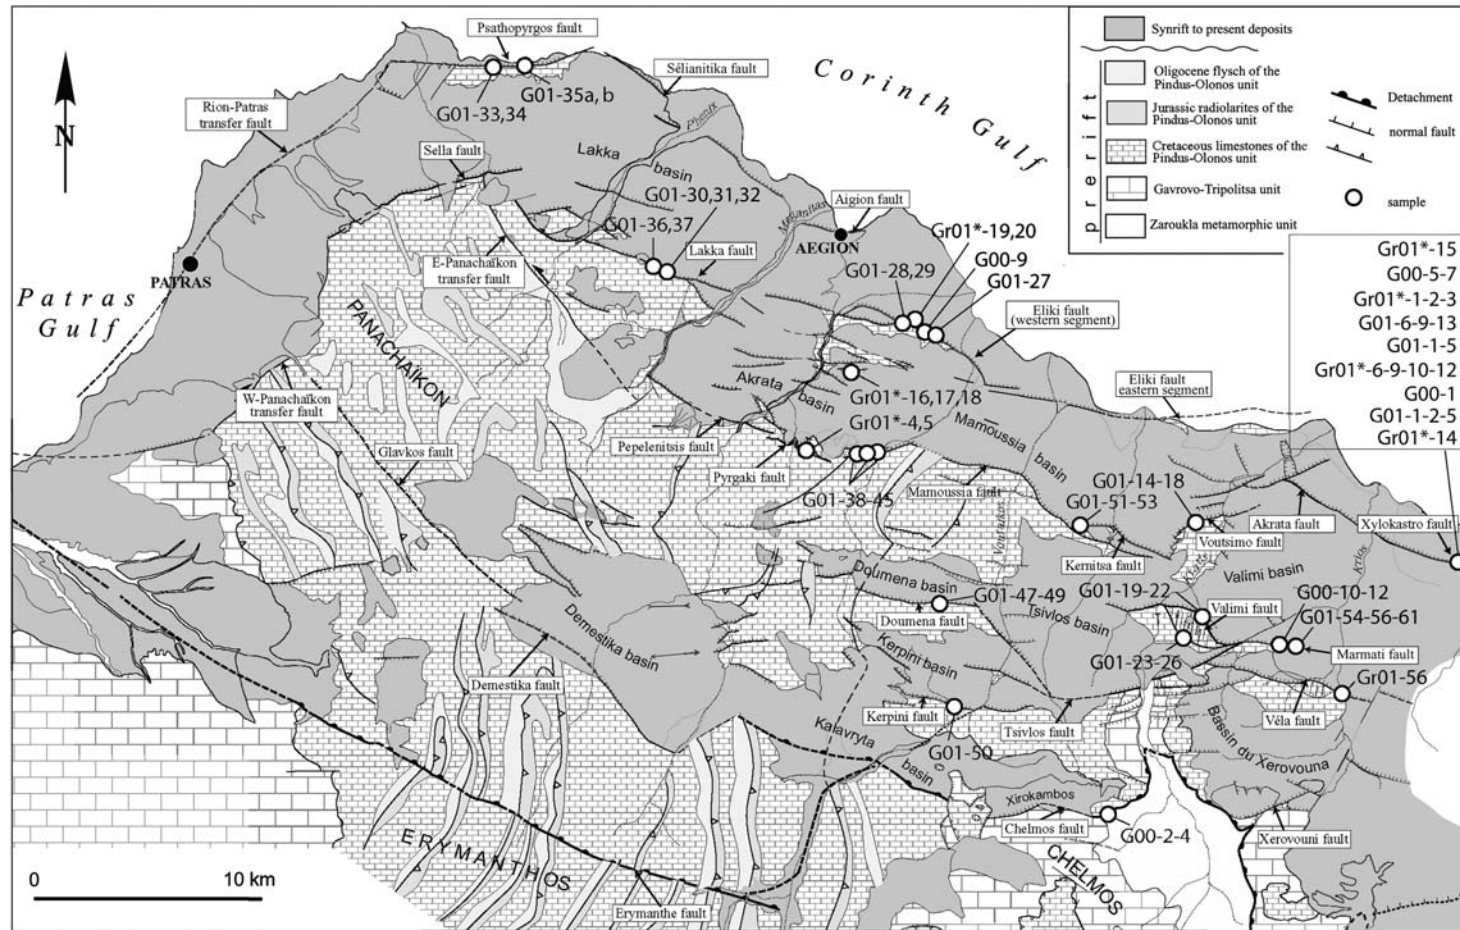 Psathopyrgos fault
Sélianitika fault
Corinth Gulf
G01-35a, b
G01-33,34
Rion-Patras
transfer fault
N
Phenix
Sella fault
Lakka
basin
G01-30,31,32
G01-36,37
Meganitas
Aigion fault
AEGION
Lakka fault
Gr01*-19,20
G00-9
G01-28,29
G01-27
E-Panachaïkon
transfer fault
PATRAS
Patras
Gulf
PANACHAÏKON
Eliki fault
(western segment)
Eliki fault
eastern segment
Akrata
basin
Gr01*-16,17,18
Gr01*-4,5
W-Panachaïkon
transfer fault
Mamoussia
basin
Pepelenitsis fault
Glavkos fault
Pyrgaki fault
G01-38-45
Mamoussia fault
G01-14-18
G01-51-53
Akrata fault
Xylokastro fault
Voutsimo fault
Kernitsa fault
Krios
Valimi basin
Doumena basin
G01-47-49
G01-19-22
G00-10-12
G01-54-56-61
Tsivlos basin
Valimi fault
Doumena fault
Demestika basin
Kerpini basin
G01-23-26
Marmati fault
Gr01-56
Demestika fault
Kerpini fault
Tsivlos fault
Véla fault
Kalavryta
basin
G01-50
Bassin du Xerovouna
Xirokambos
Chelmos fault
G00-2-4
Xerovouni fault
ERYMANTHOS
CHELMOS
Erymanthe fault
0
10 km
Synrift to present deposits
prerift
Oligocene flysch of the
Pindus-Olonos unit
Jurassic radiolarites of the
Pindus-Olonos unit
Cretaceous limestones of the
Pindus-Olonos unit
Gavrovo-Tripolitsa unit
Zaroukla metamorphic unit
Detachment
normal fault
sample
Gr01*-15
G00-5-7
Gr01*-1-2-3
G01-6-9-13
G01-1-5
Gr01*-6-9-10-12
G00-1
G01-1-2-5
Gr01*-14